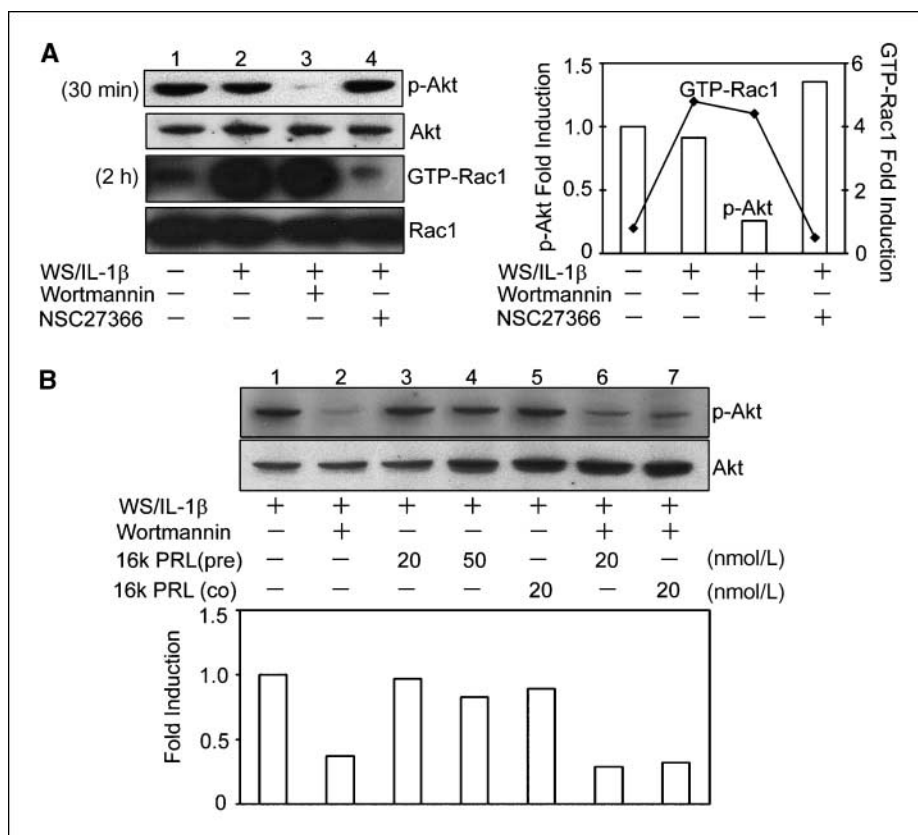 A
1 2 3 4
(30 min) p-Akt
Akt
(2 h) GTP-Rac1
Rac1
WS/IL-1β − + + +
Wortmannin − − + −
NSC27366 − − − +
p-Akt Fold Induction
1.5
1.0
0.5
0
GTP-Rac1
p-Akt
GTP-Rac1 Fold Induction
6
4
2
0
WS/IL-1β − + + +
Wortmannin − − + −
NSC27366 − − − +
B
1 2 3 4 5 6 7
p-Akt
Akt
WS/IL-1β + + + + + + +
Wortmannin − + − − − + +
16k PRL(pre) − − 20 50 − 20 − (nmol/L)
16k PRL (co) − − − − 20 − 20 (nmol/L)
Fold Induction
1.5
1.0
0.5
0